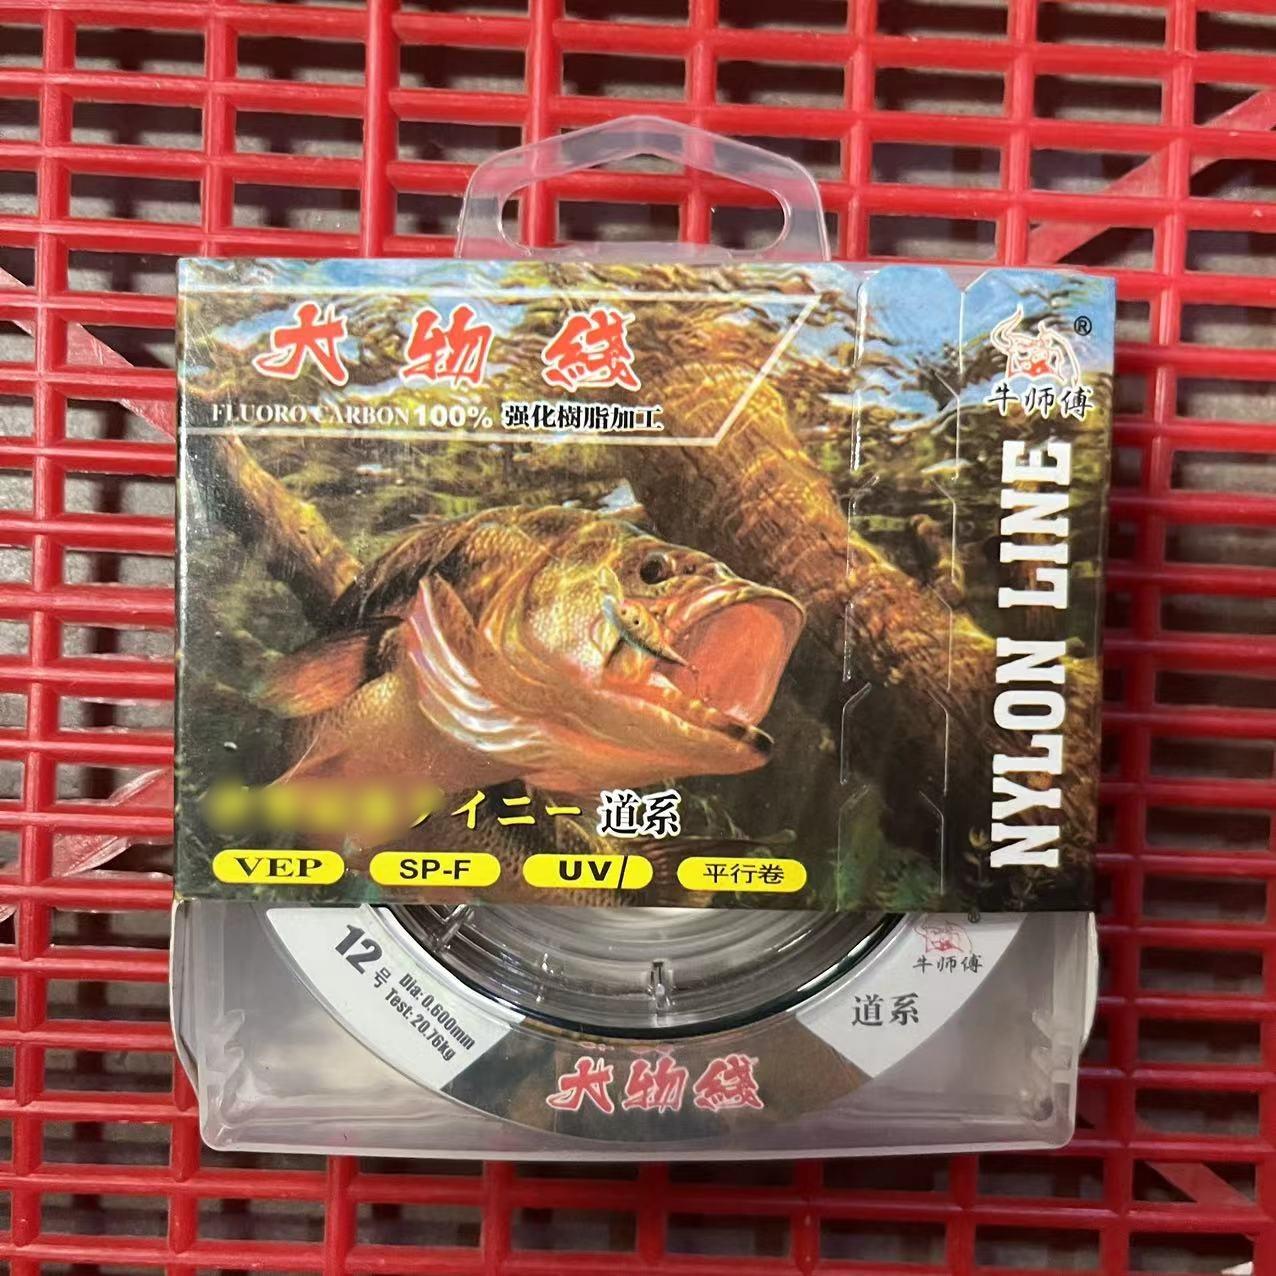 大物綫
FLUORO CARBON 100% 强化樹脂加工
®
牛师傅
NYLON LINE
イニー 道系
VEP
SP-F
UV/
平行卷
12号
Dia: 0.600mm
Test: 20.76kg
大物綫
®
牛师傅
道系